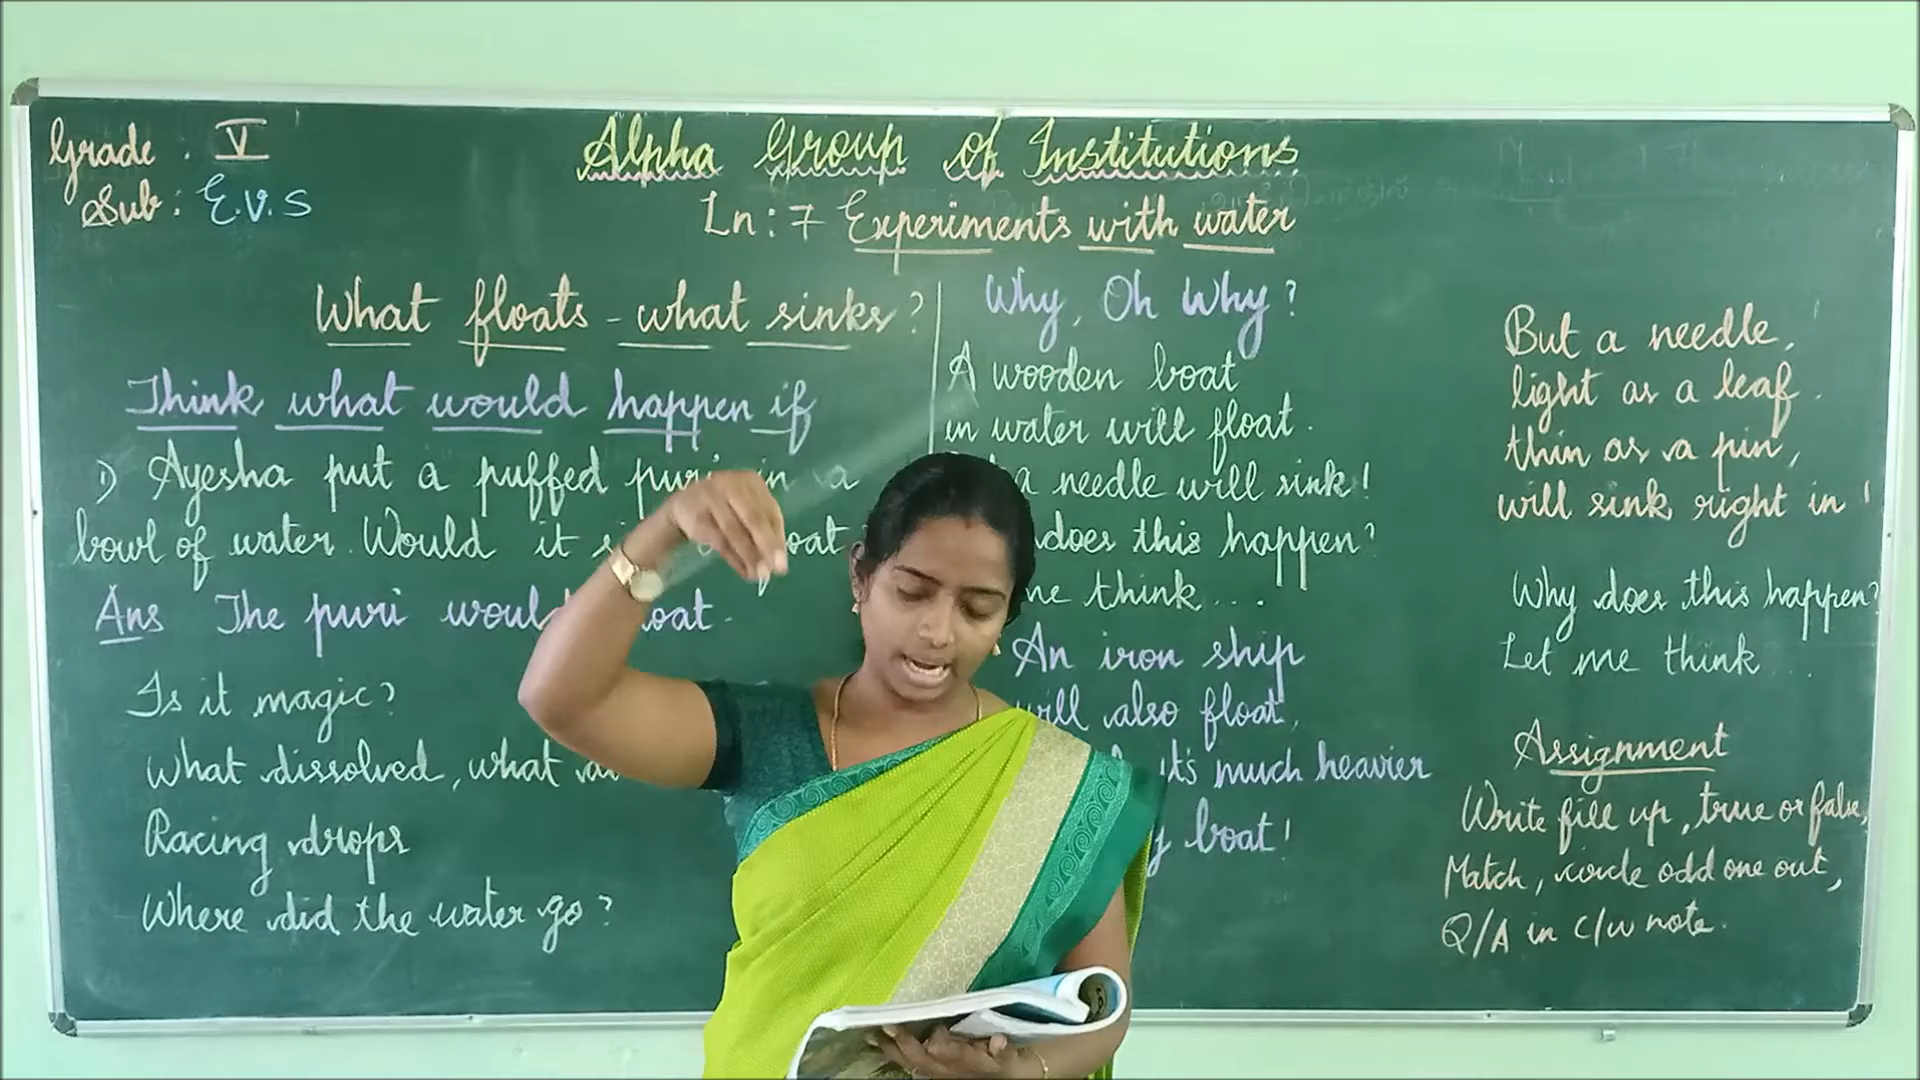 Grade : V
Sub : E.V.S
Alpha Group of Institutions
Ln : 7 Experiments with water
What floats - what sinks ?
Think what would happen if
1) Ayesha put a puffed puri in a
bowl of water. Would it
Ans The puri would
Is it magic?
What dissolved, what
Racing drops
Where did the water go ?
Why, Oh Why ?
A wooden boat
in water will float.
a needle will sink !
does this happen?
me think...
An iron ship
will also float,
it's much heavier
boat!
But a needle,
light as a leaf.
thin as a pin,
will sink right in !
Why does this happen?
Let me think
Assignment
Write fill up, true or false,
Match, circle odd one out,
Q/A in c/w note.